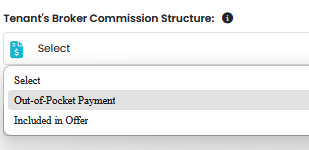 Tenant's Broker Commission Structure:
Select
Select
Out-of-Pocket Payment
Included in Offer